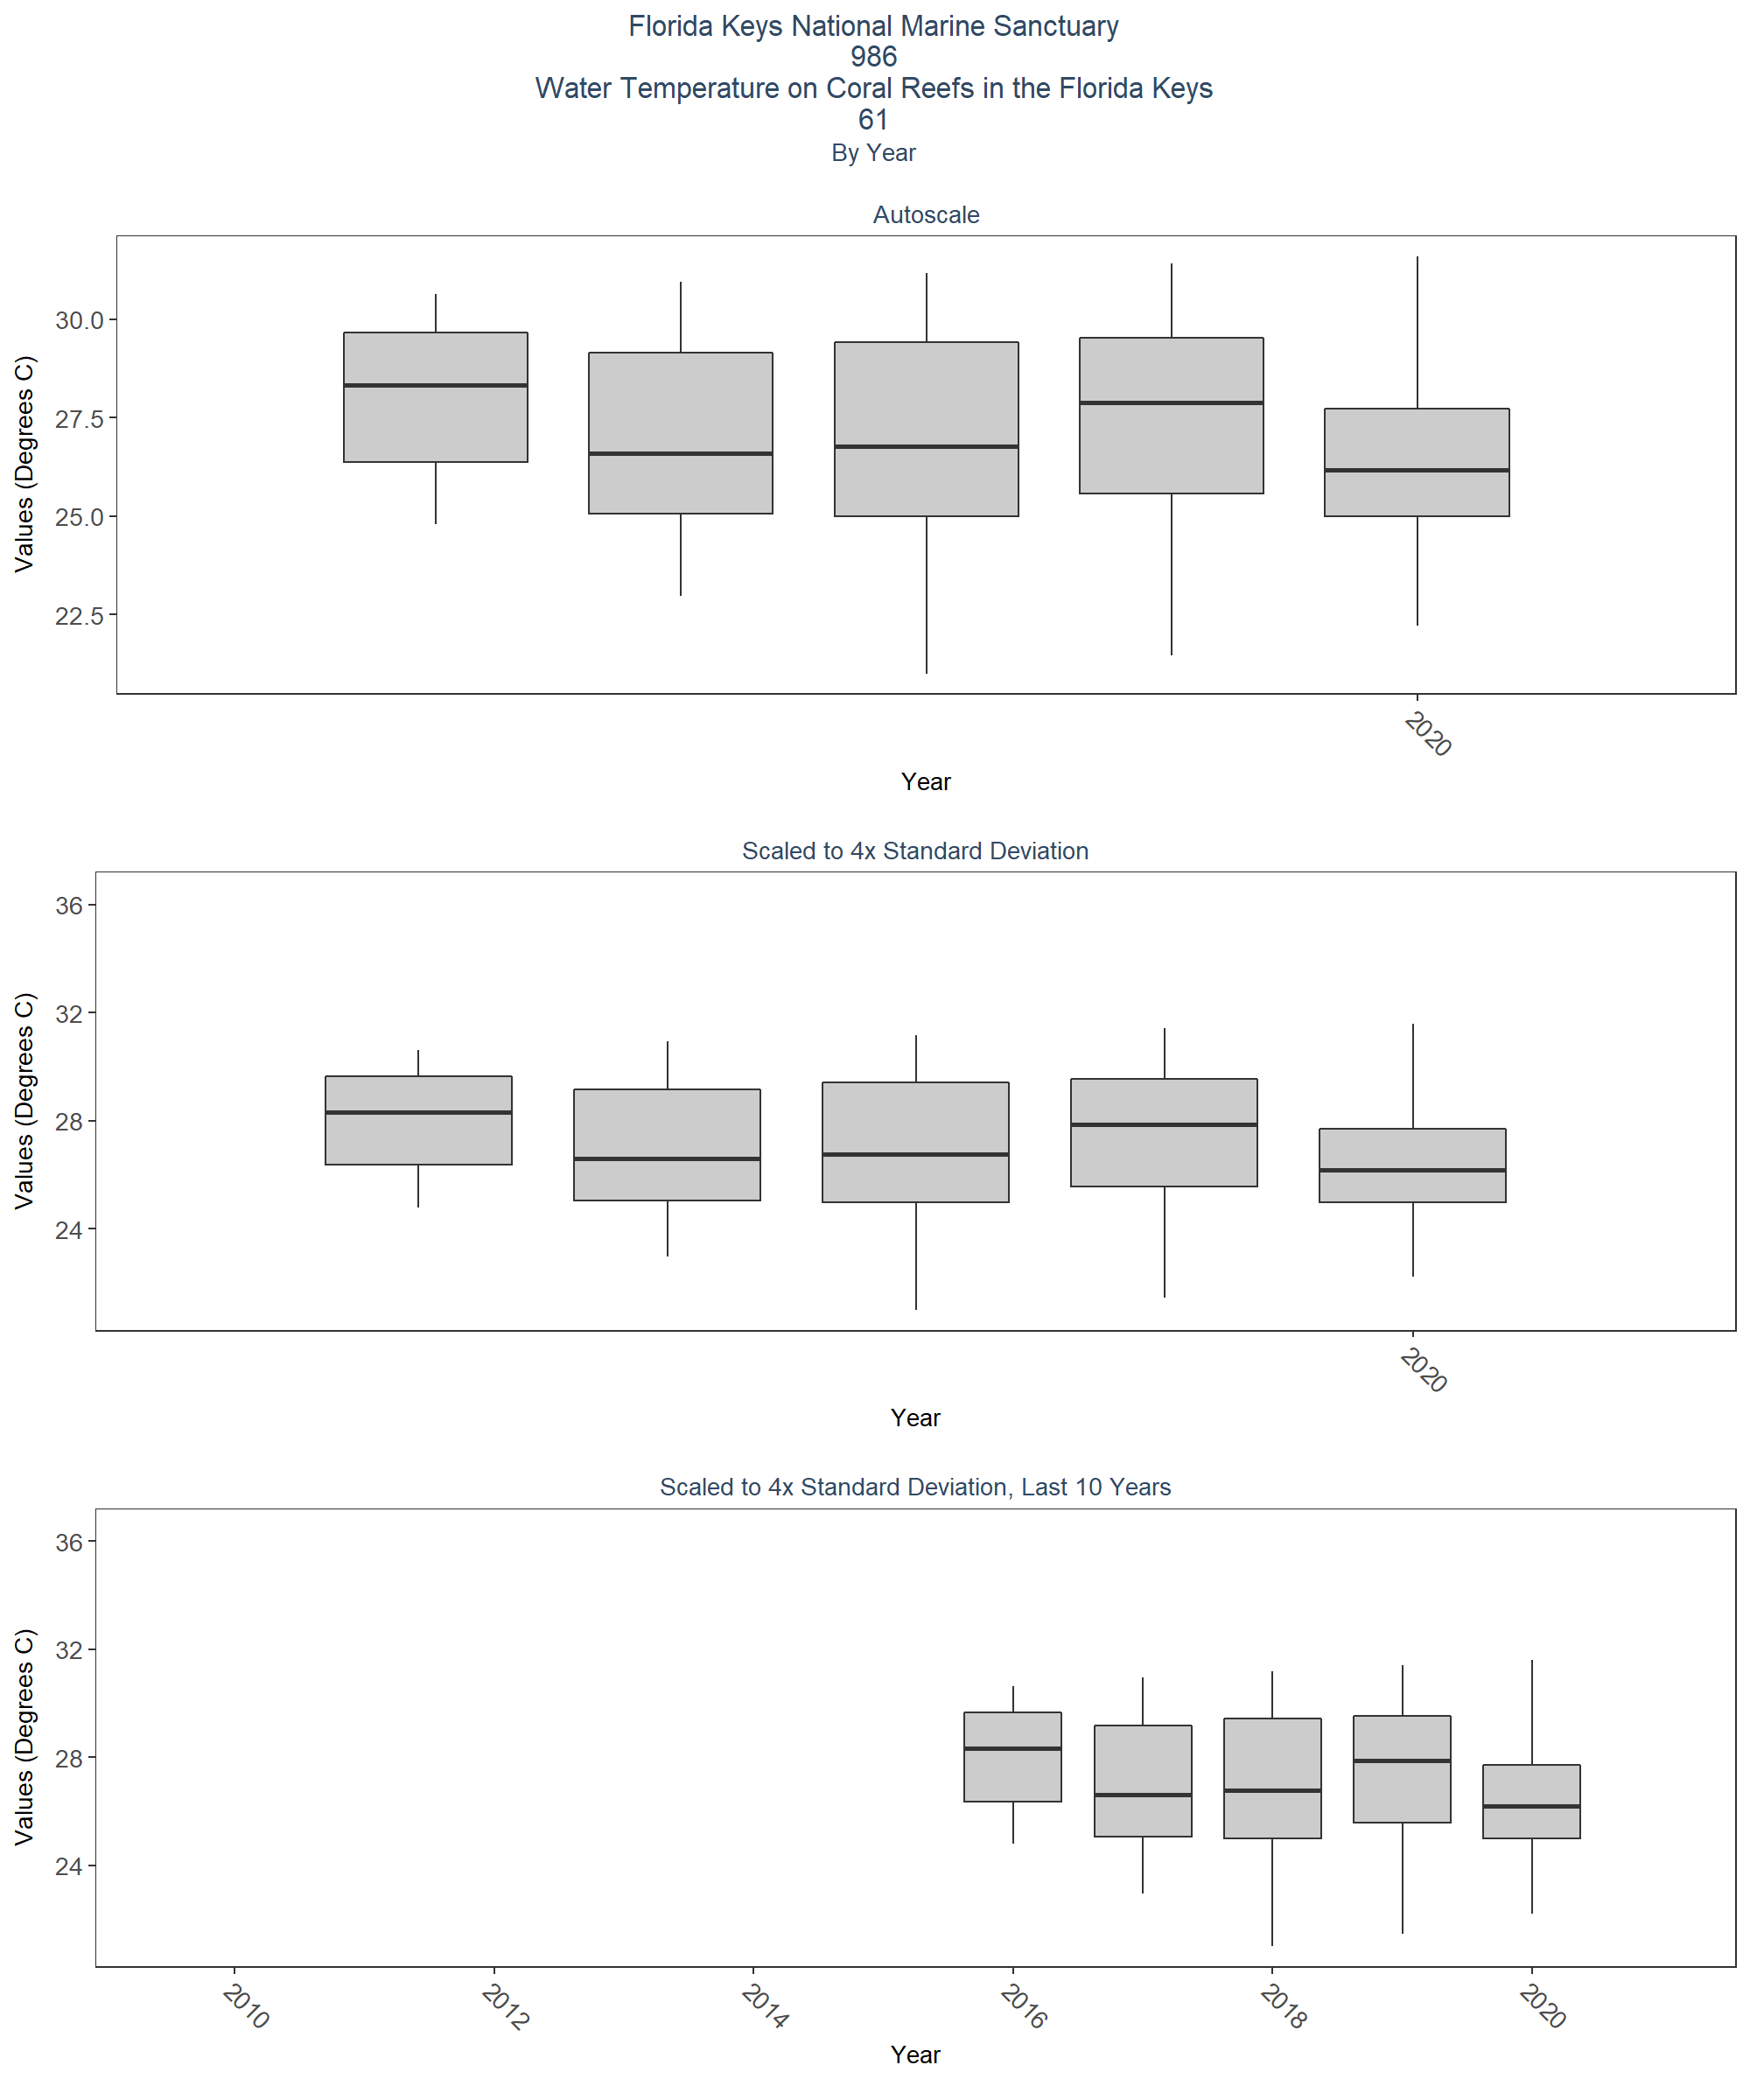 Florida Keys National Marine Sanctuary
986
Water Temperature on Coral Reefs in the Florida Keys
61
By Year
Autoscale
Values (Degrees C)
30.0
27.5
25.0
22.5
2020
Year
Scaled to 4x Standard Deviation
Values (Degrees C)
36
32
28
24
2020
Year
Scaled to 4x Standard Deviation, Last 10 Years
Values (Degrees C)
36
32
28
24
2010 2012 2014 2016 2018 2020
Year